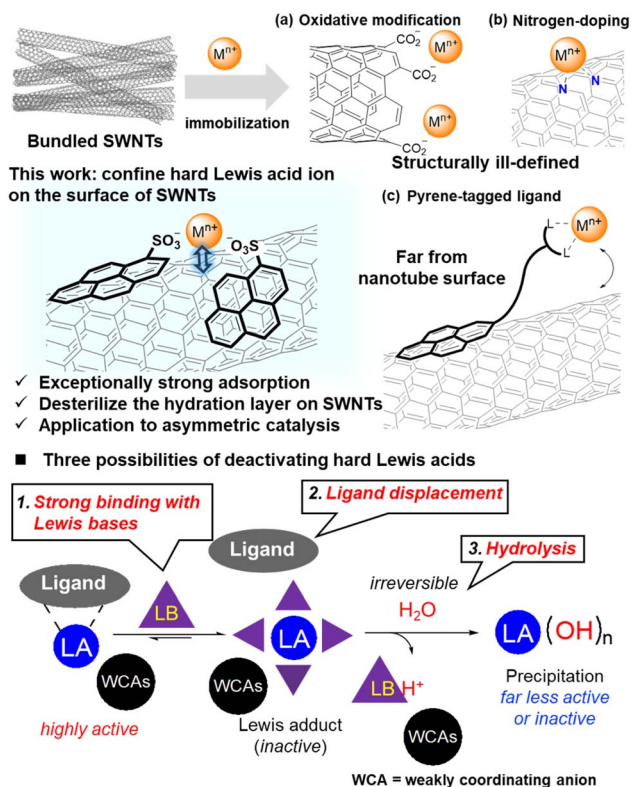 (a) Oxidative modification
(b) Nitrogen-doping
Mⁿ⁺
immobilization
Bundled SWNTs
CO₂⁻
Mⁿ⁺
CO₂⁻
CO₂⁻
Mⁿ⁺
Mⁿ⁺
N
N
Structurally ill-defined
This work: confine hard Lewis acid ion
on the surface of SWNTs
SO₃⁻
Mⁿ⁺
⁻O₃S
(c) Pyrene-tagged ligand
L
L
Mⁿ⁺
Far from
nanotube surface
✓ Exceptionally strong adsorption
✓ Desterilize the hydration layer on SWNTs
✓ Application to asymmetric catalysis
■ Three possibilities of deactivating hard Lewis acids
1. Strong binding with
Lewis bases
2. Ligand displacement
3. Hydrolysis
Ligand
LA
WCAs
highly active
LB
Ligand
LA
WCAs
Lewis adduct
(inactive)
irreversible
H₂O
LB H⁺
WCAs
LA (OH)n
Precipitation
far less active
or inactive
WCA = weakly coordinating anion